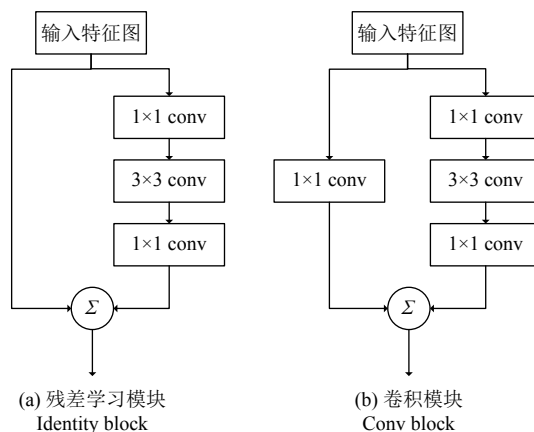 输入特征图
1×1 conv
3×3 conv
1×1 conv
Σ
(a) 残差学习模块
Identity block
输入特征图
1×1 conv
1×1 conv
3×3 conv
1×1 conv
Σ
(b) 卷积模块
Conv block